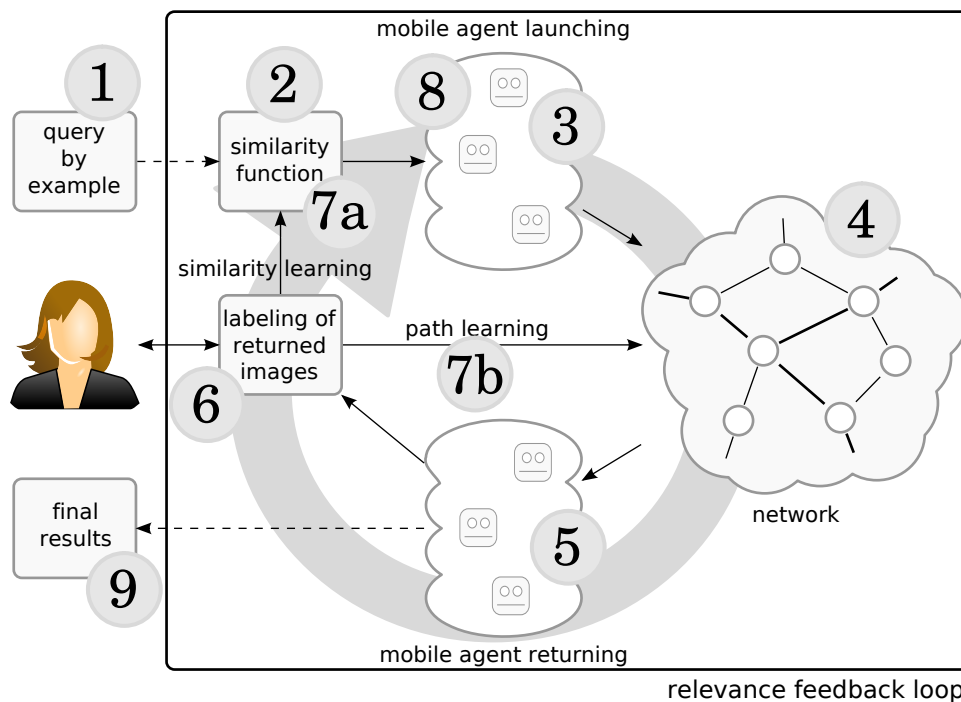 mobile agent launching
1
2
8
3
query
by
example
similarity
function
7a
4
similarity learning
labeling of
returned
images
path learning
7b
6
final
results
9
5
network
mobile agent returning
relevance feedback loop